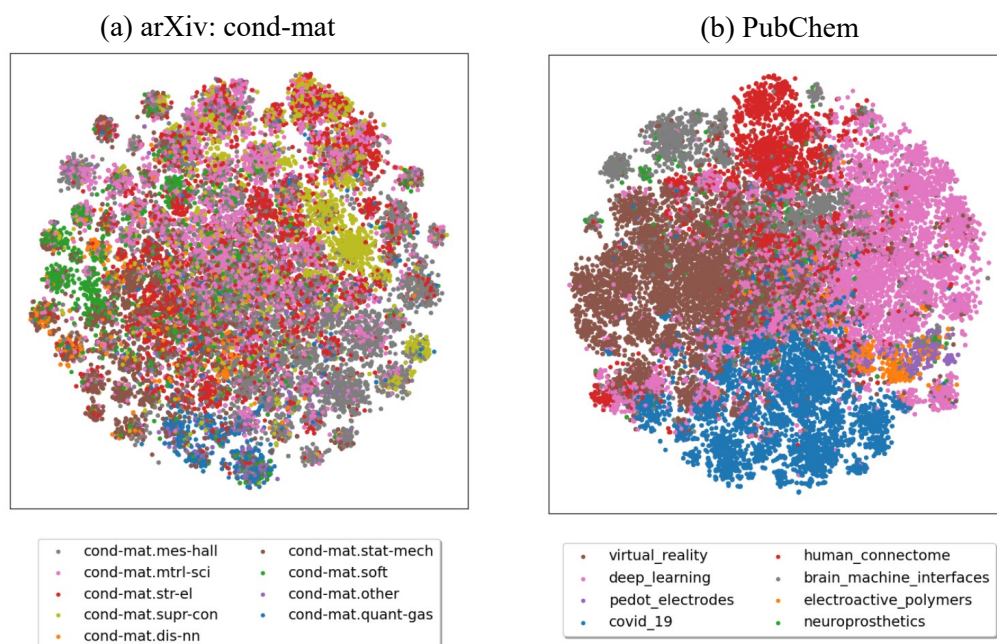 (a) arXiv: cond-mat
(b) PubChem
cond-mat.mes-hall
cond-mat.mtrl-sci
cond-mat.str-el
cond-mat.supr-con
cond-mat.dis-nn
cond-mat.stat-mech
cond-mat.soft
cond-mat.other
cond-mat.quant-gas
virtual_reality
deep_learning
pedot_electrodes
covid_19
human_connectome
brain_machine_interfaces
electroactive_polymers
neuroprosthetics